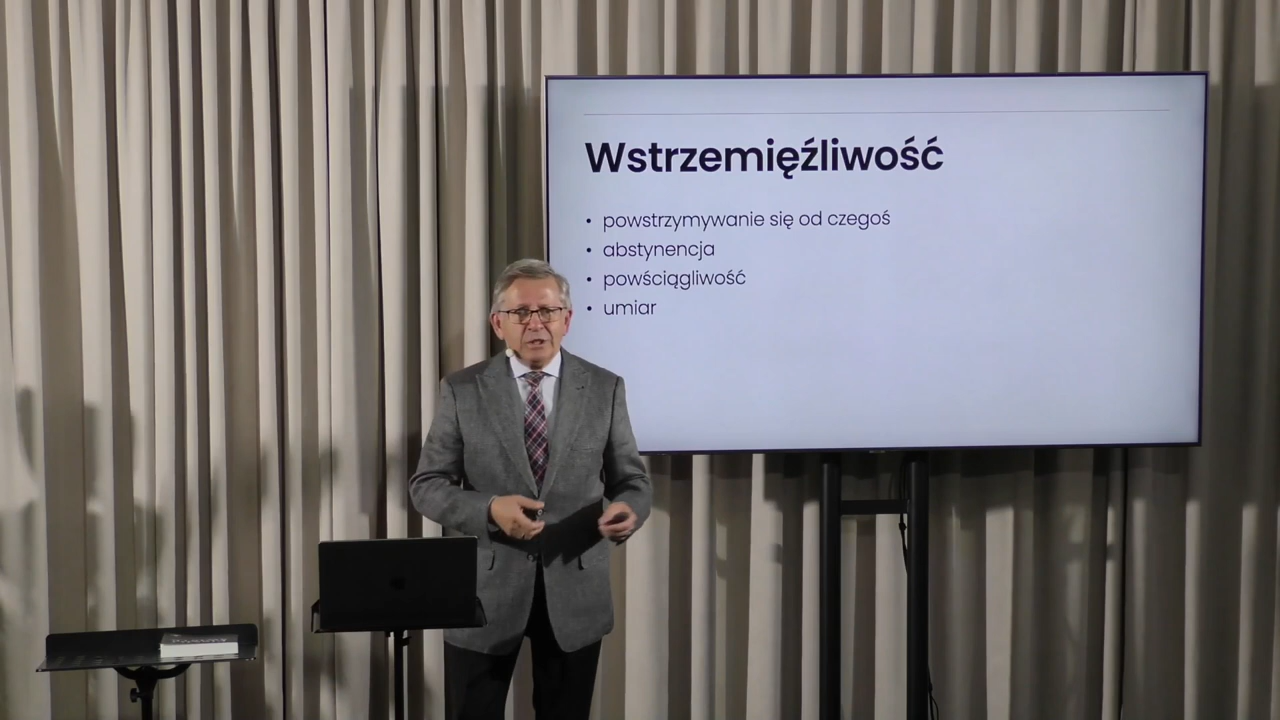 Wstrzemięźliwość
• powstrzymywanie się od czegoś
• abstynencja
• powściągliwość
• umiar